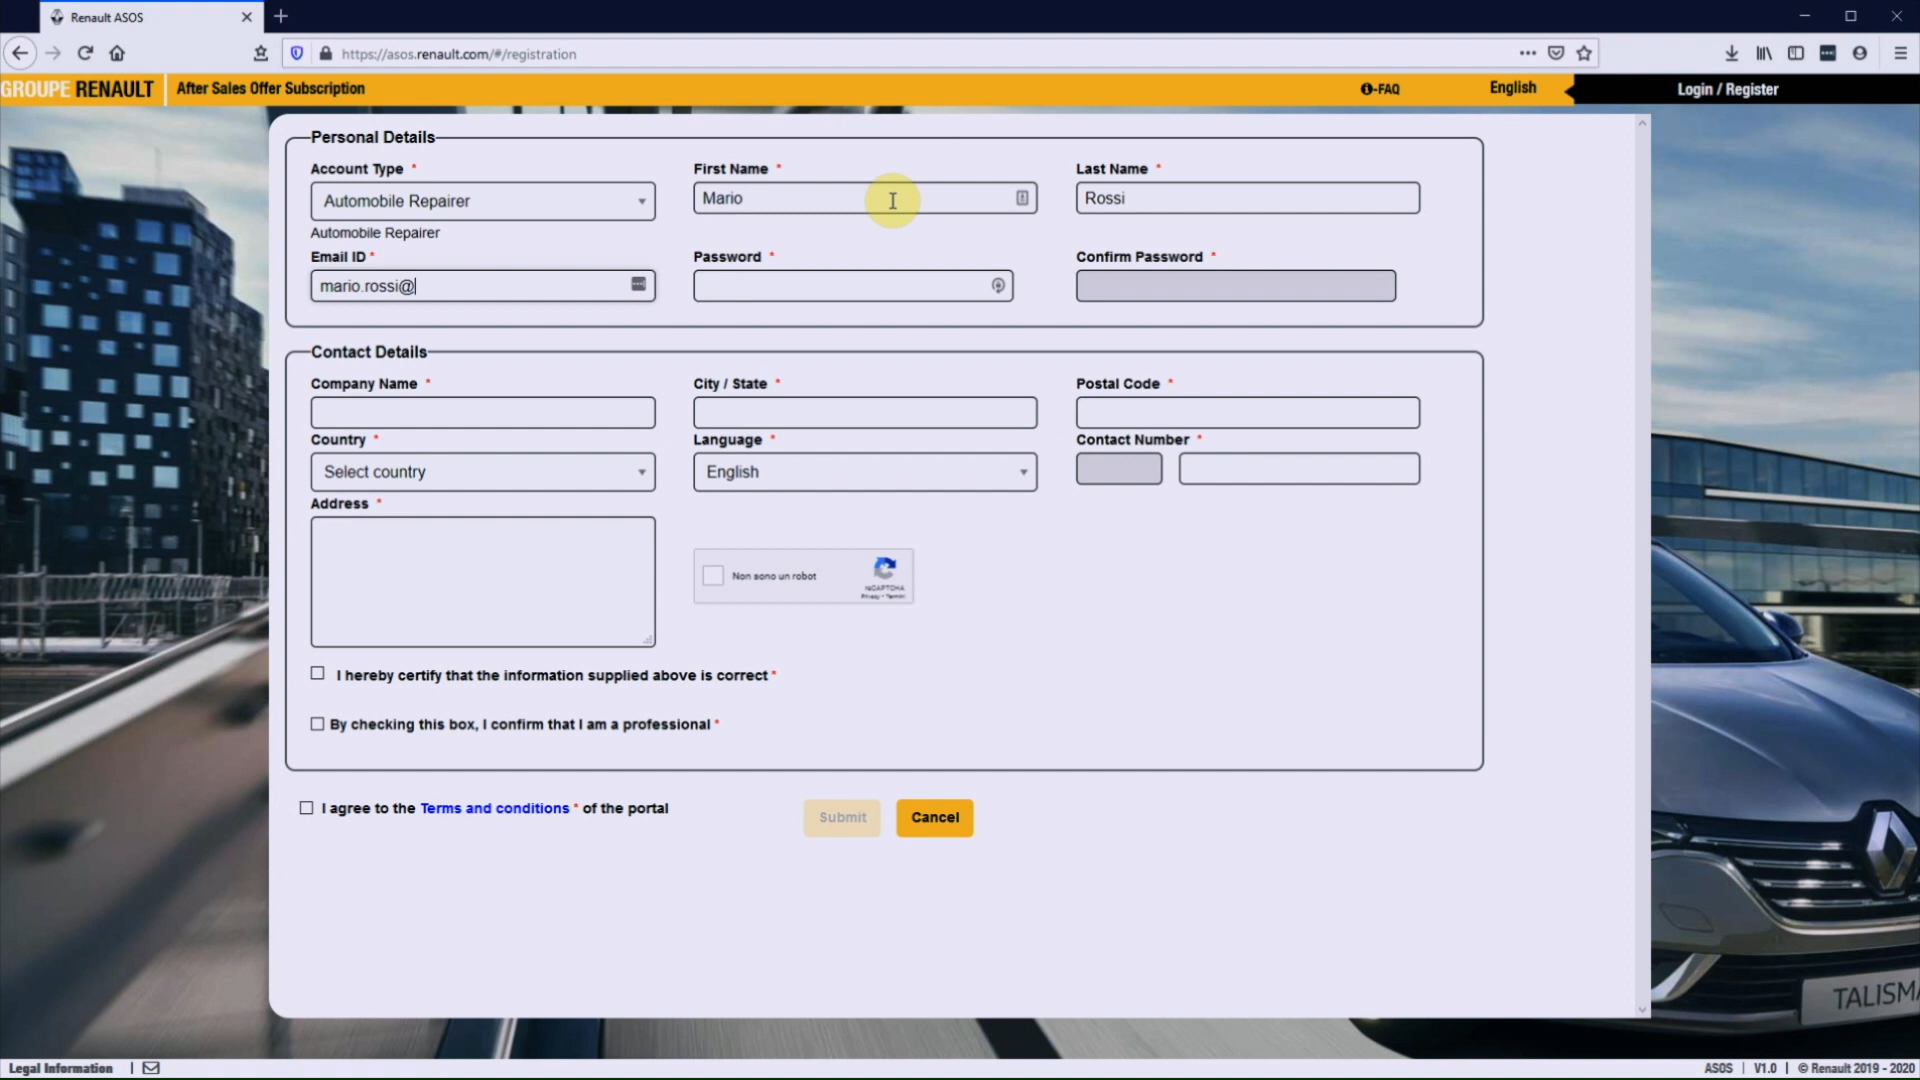 Renault ASOS
https://asos.renault.com/#/registration
GROUPE RENAULT
After Sales Offer Subscription
-FAQ
English
Login / Register
Personal Details
Account Type *
First Name *
Last Name *
Automobile Repairer
Mario
Rossi
Automobile Repairer
Email ID *
Password *
Confirm Password *
mario.rossi@
Contact Details
Company Name *
City / State *
Postal Code *
Country *
Language *
Contact Number *
Select country
English
Address *
Non sono un robot
reCAPTCHA
Privacy - Termini
I hereby certify that the information supplied above is correct *
By checking this box, I confirm that I am a professional *
I agree to the Terms and conditions * of the portal
Submit
Cancel
TALISMA
Legal Information |
ASOS | V1.0 | © Renault 2019 - 2020